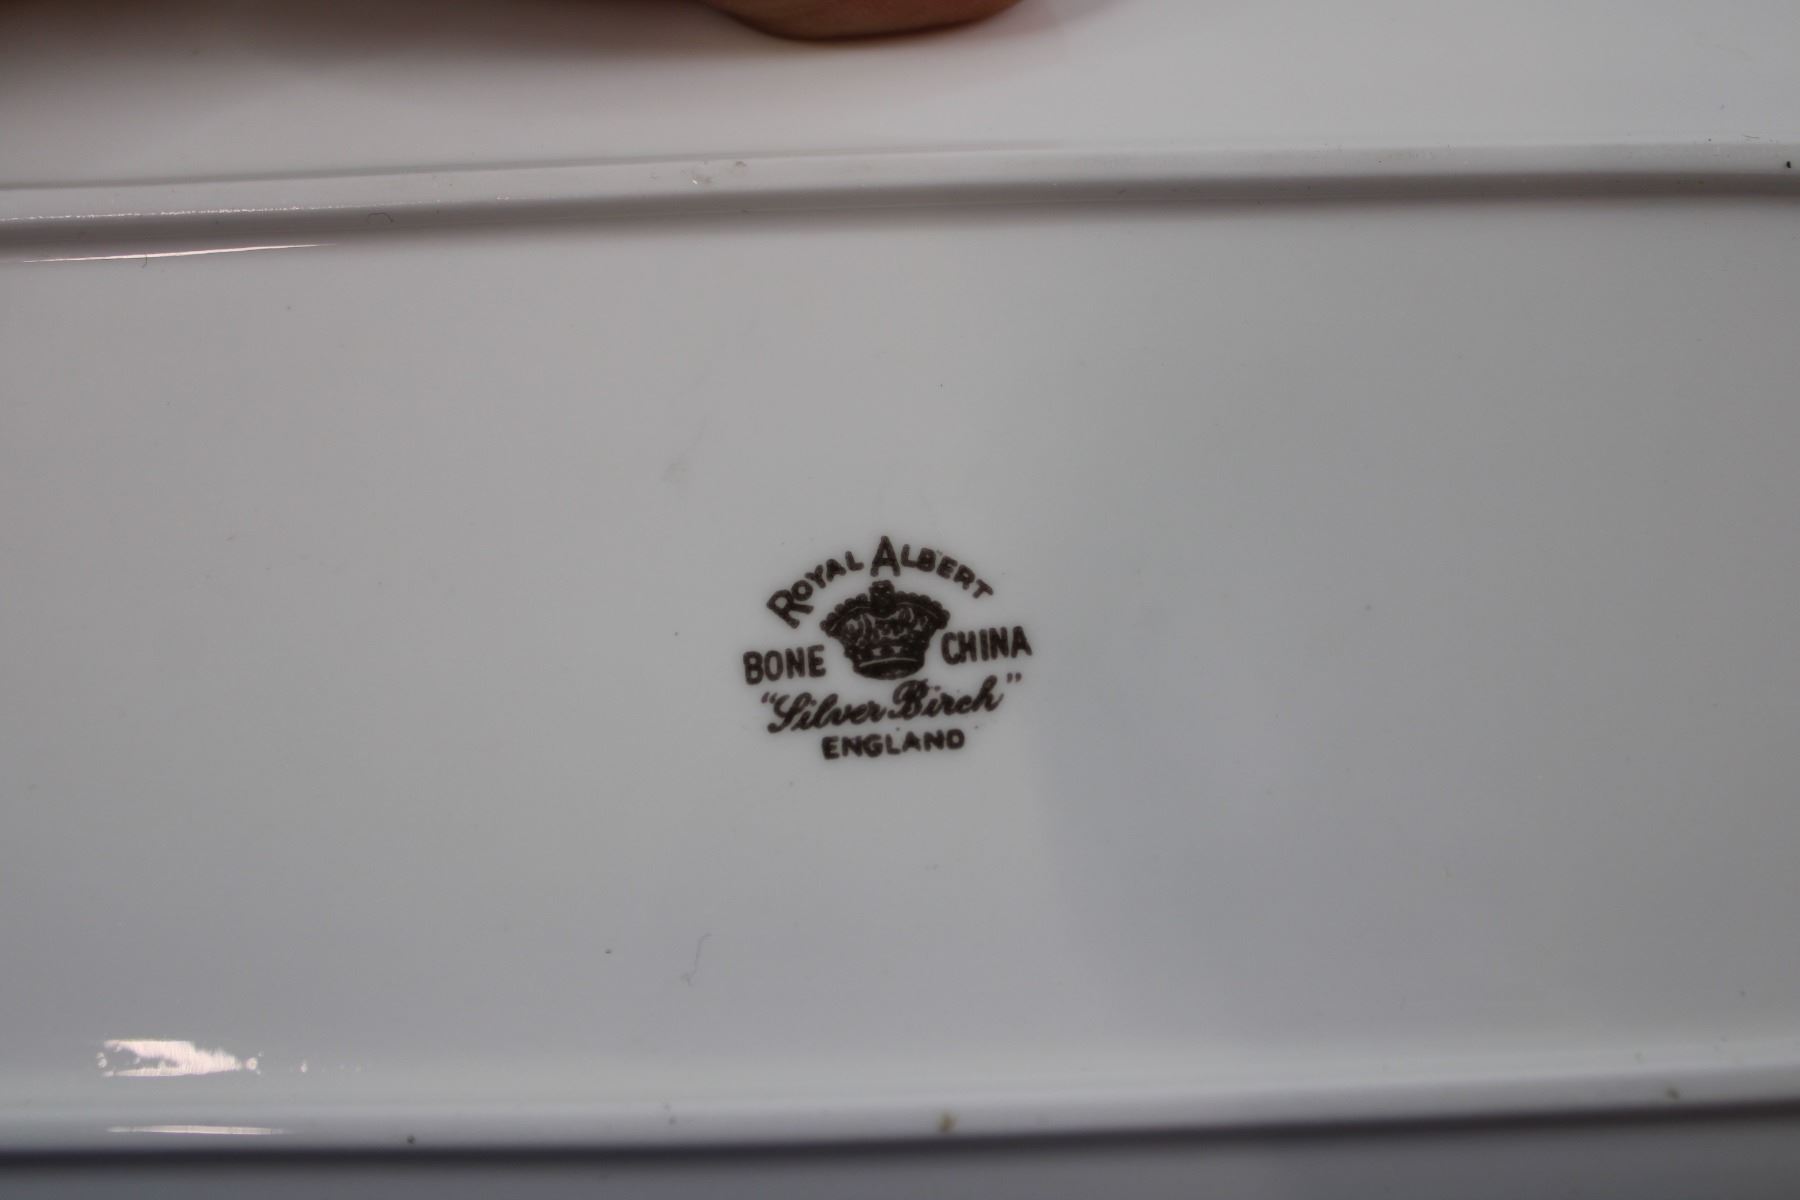 ROYAL ALBERT
BONE CHINA
"Silver Birch"
ENGLAND